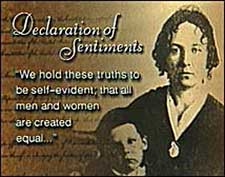 Declaration of
Sentiments
"We hold these truths to
be self-evident; that all
men and women
are created
equal..."